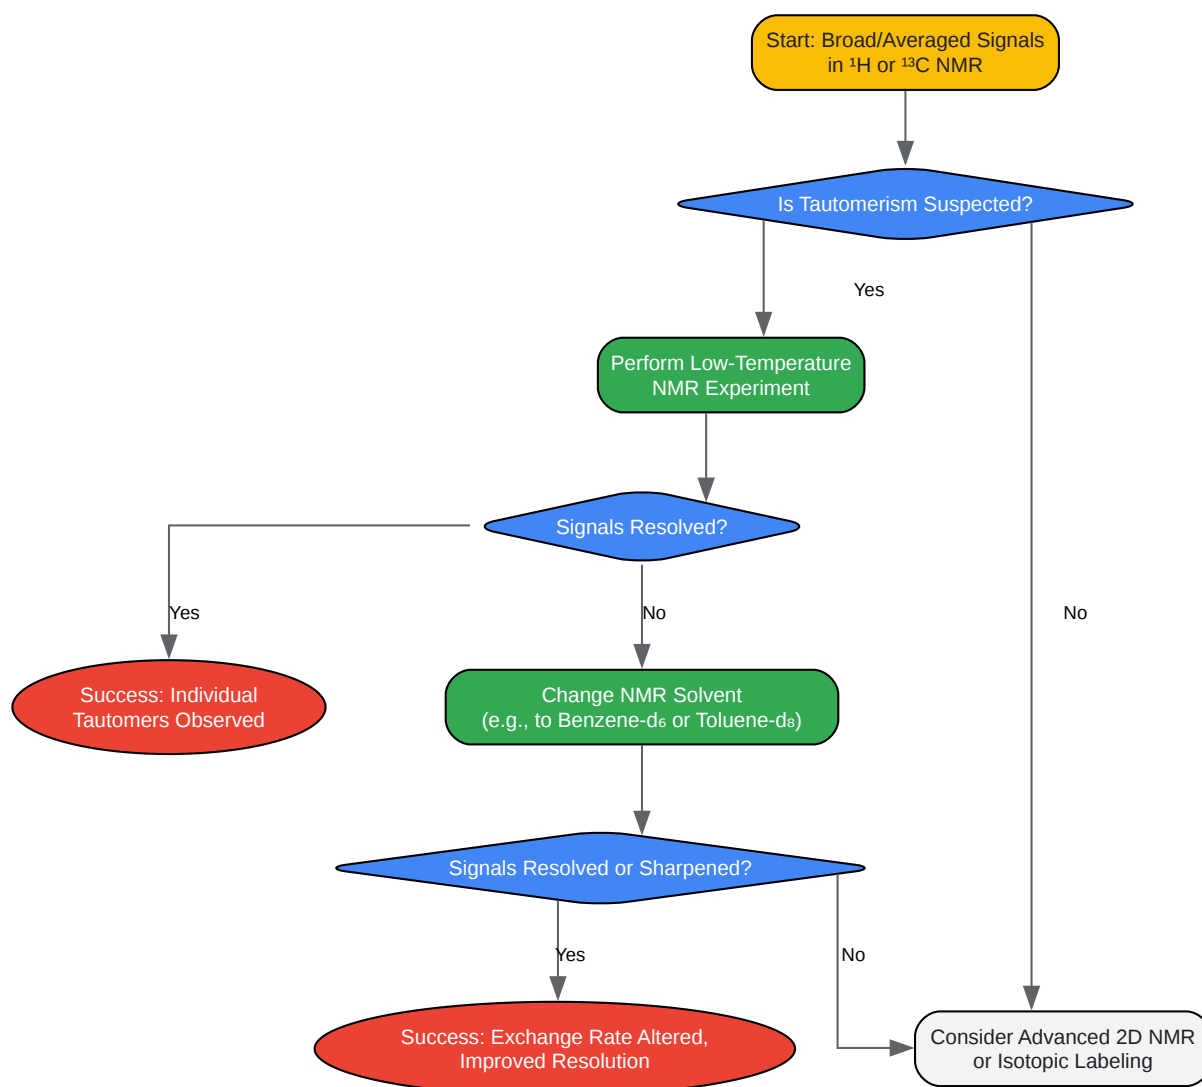 Start: Broad/Averaged Signals
in ¹H or ¹³C NMR
Is Tautomerism Suspected?
Yes
Perform Low-Temperature
NMR Experiment
Signals Resolved?
Yes
No
No
Success: Individual
Tautomers Observed
Change NMR Solvent
(e.g., to Benzene-d₆ or Toluene-d₈)
Signals Resolved or Sharpened?
Yes
No
Success: Exchange Rate Altered,
Improved Resolution
Consider Advanced 2D NMR
or Isotopic Labeling